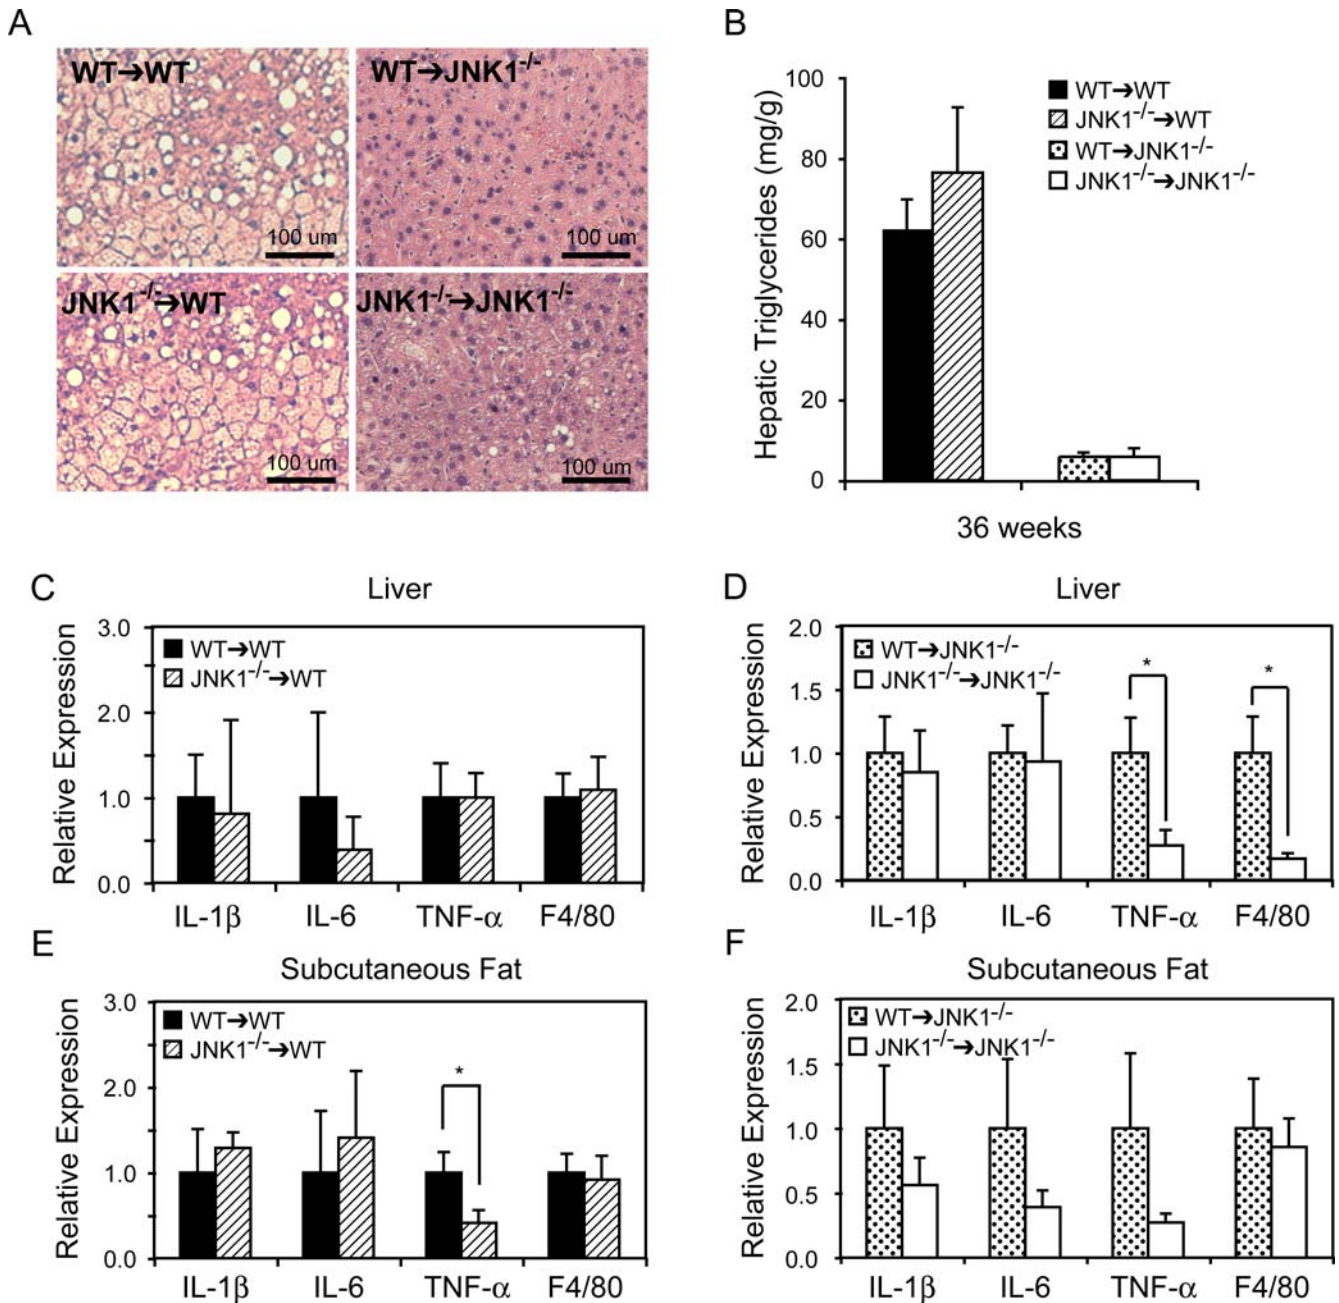 A
WT→WT
100 um
WT→JNK1-/-
100 um
JNK1-/-→WT
100 um
JNK1-/-→JNK1-/-
100 um
B
Hepatic Triglycerides (mg/g)
100
80
60
40
20
0
WT→WT
JNK1-/-→WT
WT→JNK1-/-
JNK1-/-→JNK1-/-
36 weeks
C
Liver
Relative Expression
3.0
2.0
1.0
0.0
WT→WT
JNK1-/-→WT
IL-1β IL-6 TNF-α F4/80
D
Liver
Relative Expression
2.0
1.5
1.0
0.5
0.0
WT→JNK1-/-
JNK1-/-→JNK1-/-
* *
IL-1β IL-6 TNF-α F4/80
E
Subcutaneous Fat
Relative Expression
3.0
2.0
1.0
0.0
WT→WT
JNK1-/-→WT
*
IL-1β IL-6 TNF-α F4/80
F
Subcutaneous Fat
Relative Expression
2.0
1.5
1.0
0.5
0.0
WT→JNK1-/-
JNK1-/-→JNK1-/-
IL-1β IL-6 TNF-α F4/80